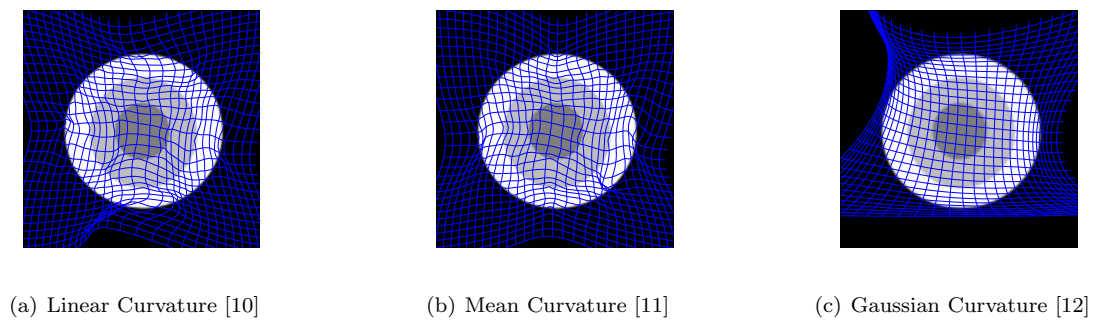 (a) Linear Curvature [10]
(b) Mean Curvature [11]
(c) Gaussian Curvature [12]